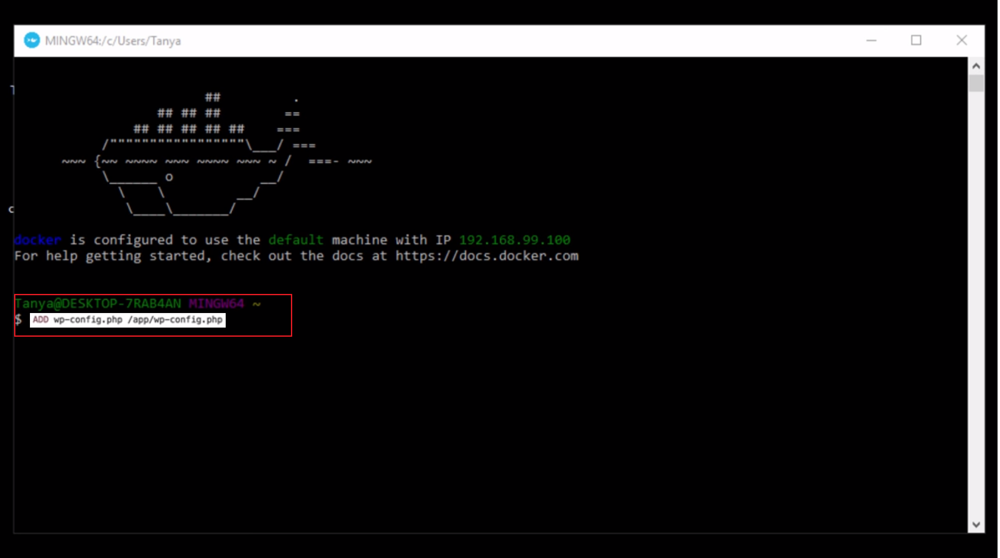 MINGW64:/c/Users/Tanya
## .
## ## ## ==
## ## ## ## ## ===
/"""""""""""""""""\___/ ===
~~~ {~~ ~~~~ ~~~ ~~~~ ~~~ ~ / ===- ~~~
\______ o __/
\ \ __/
\____\_______/
docker is configured to use the default machine with IP 192.168.99.100
For help getting started, check out the docs at https://docs.docker.com
Tanya@DESKTOP-7RAB4AN MINGW64 ~
$ ADD wp-config.php /app/wp-config.php